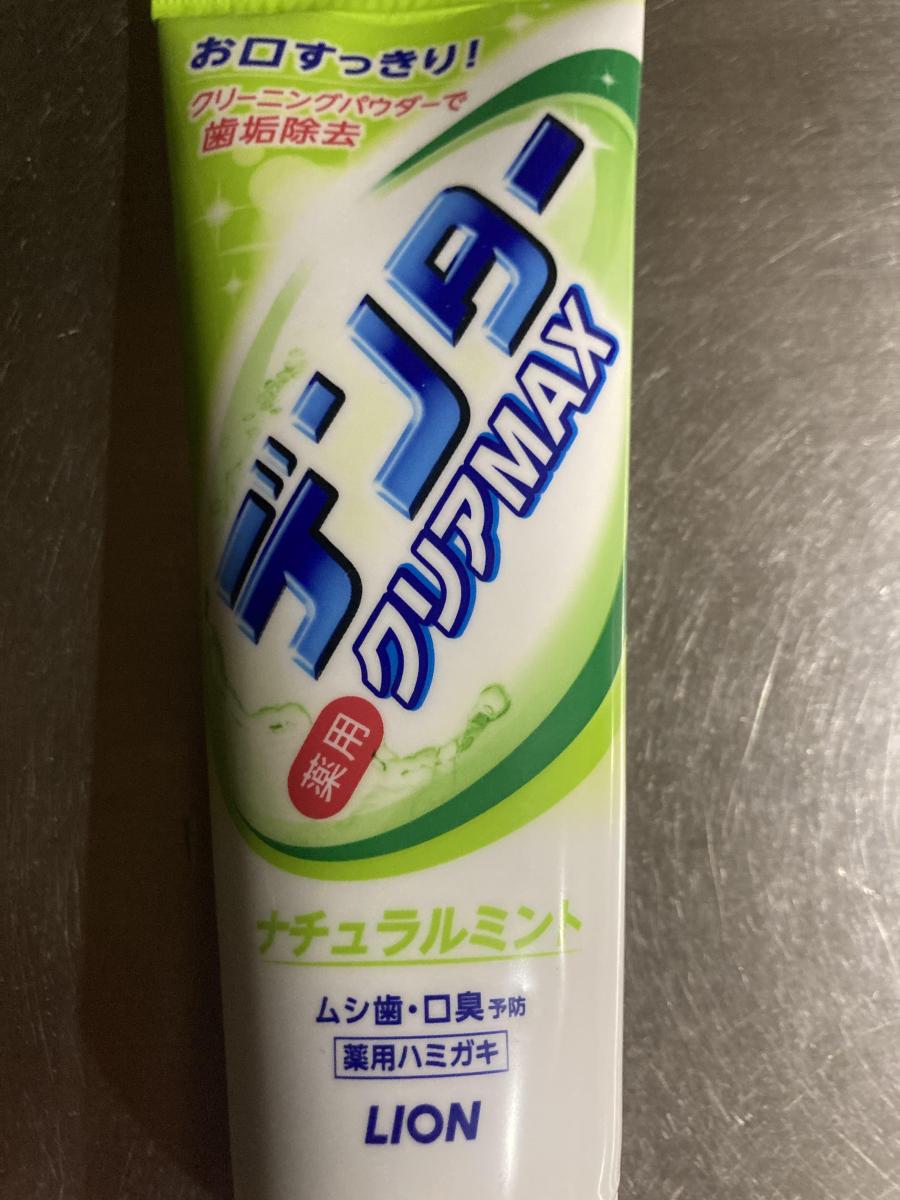 お口すっきり!
クリーニングパウダーで
歯垢除去
デンター
クリアMAX
薬用
ナチュラルミント
ムシ歯・口臭予防
薬用ハミガキ
LION